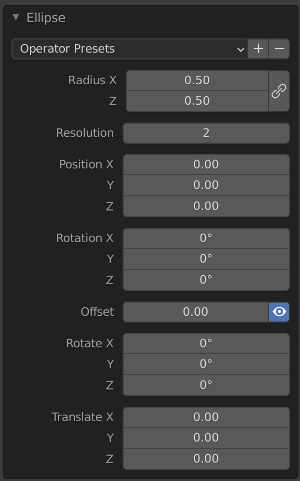 Ellipse
Operator Presets
Radius X 0.50
Z 0.50
Resolution 2
Position X 0.00
Y 0.00
Z 0.00
Rotation X 0°
Y 0°
Z 0°
Offset 0.00
Rotate X 0°
Y 0°
Z 0°
Translate X 0.00
Y 0.00
Z 0.00